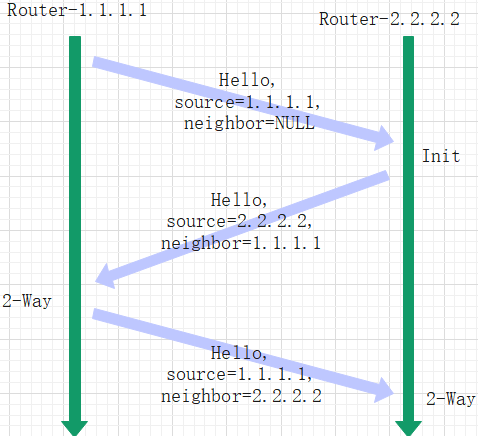 Router-1.1.1.1
Router-2.2.2.2
Hello,
source=1.1.1.1,
neighbor=NULL
Init
Hello,
source=2.2.2.2,
neighbor=1.1.1.1
2-Way
Hello,
source=1.1.1.1,
neighbor=2.2.2.2
2-Way